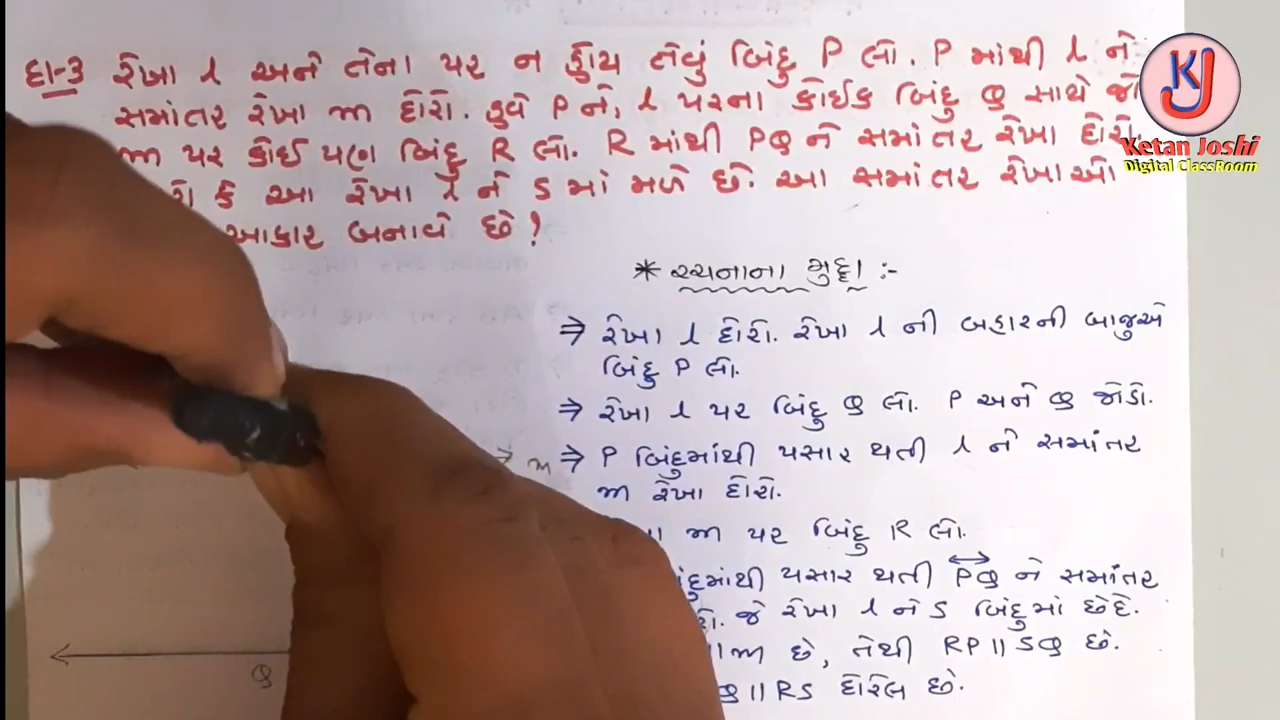 દા-3 રેખા l અને તેના પર ન હોય તેવું બિંદુ P લો. P માંથી l ને
સમાંતર રેખા m દોરો. હવે P ને, l પરના કોઈક બિંદુ Q સાથે જો
m પર કોઈ પણ બિંદુ R લો. R માંથી PQ ને સમાંતર રેખા દોરો.
કે આ રેખા l ને S માં મળે છે. આ સમાંતર રેખાઓ
આકાર બનાવે છે?
KJ
Ketan Joshi
Digital ClassRoom
* રચનાના મુદ્દા :-
⇒ રેખા l દોરો. રેખા l ની બહારની બાજુએ
બિંદુ P લો.
⇒ રેખા l પર બિંદુ Q લો. P અને Q જોડો.
⇒ P બિંદુમાંથી પસાર થતી l ને સમાંતર
m રેખા દોરો.
m પર બિંદુ R લો.
પસાર થતી PQ ને સમાંતર
જે રેખા l ને S બિંદુમાં છેદે.
m છે, તેથી RP || SQ છે.
Q || RS દોરેલ છે.
m
Q